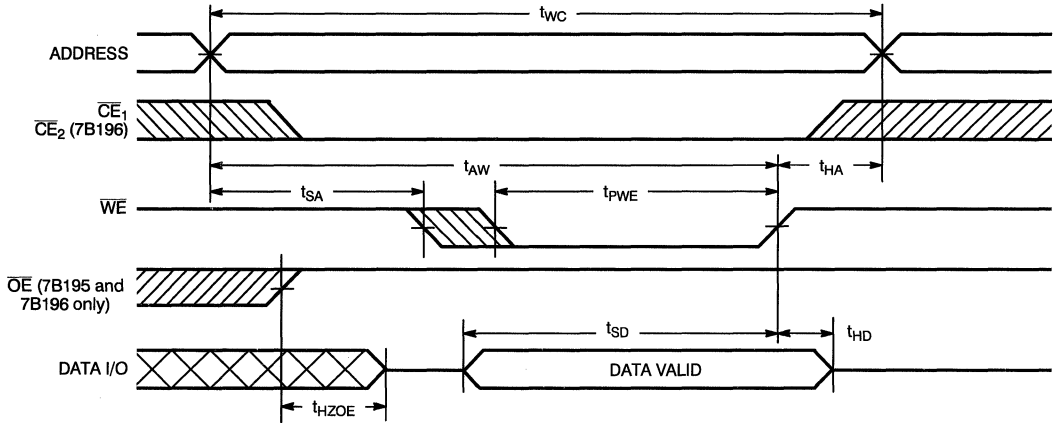 tWC
ADDRESS
CE1
CE2 (7B196)
tAW
tHA
tSA
tPWE
WE
OE (7B195 and
7B196 only)
tSD
tHD
DATA I/O
DATA VALID
tHZOE